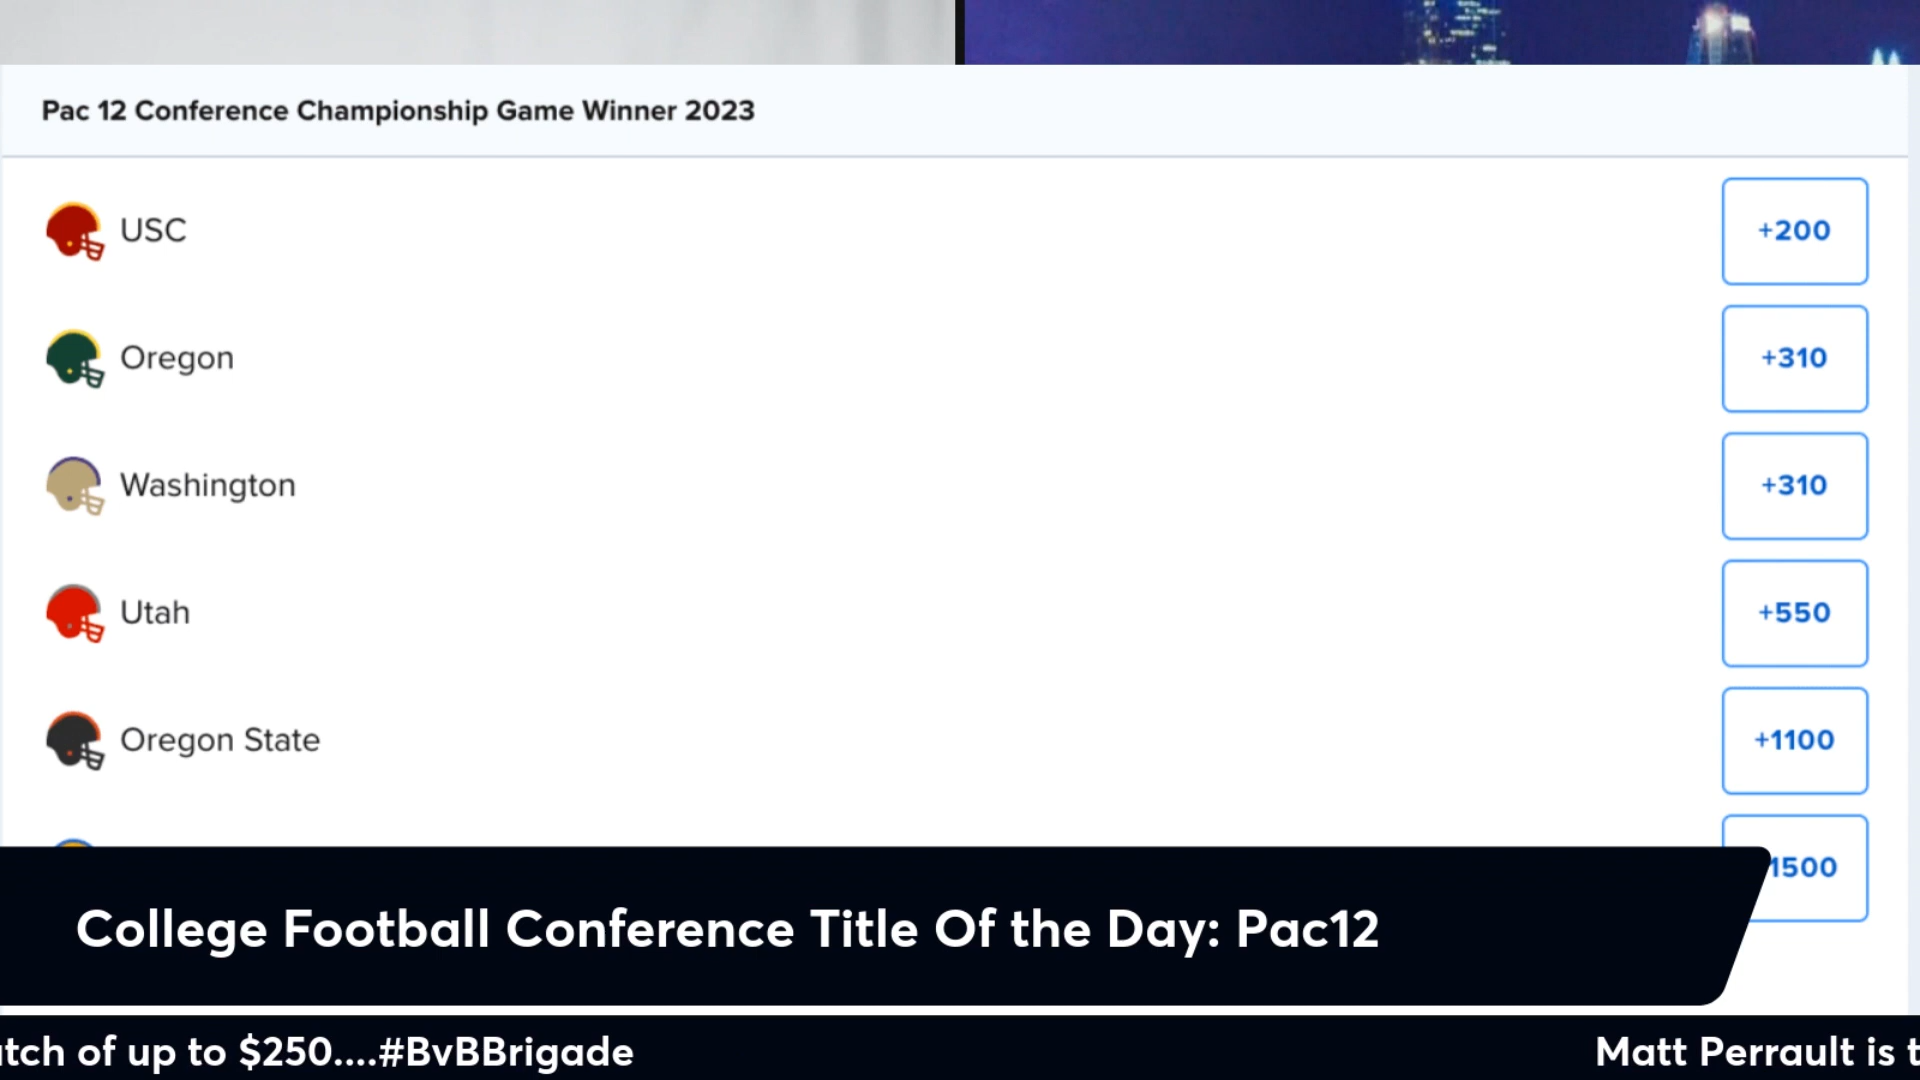 Pac 12 Conference Championship Game Winner 2023
USC +200
Oregon +310
Washington +310
Utah +550
Oregon State +1100
1500
College Football Conference Title Of the Day: Pac12
tch of up to $250....#BvBBrigade Matt Perrault is t